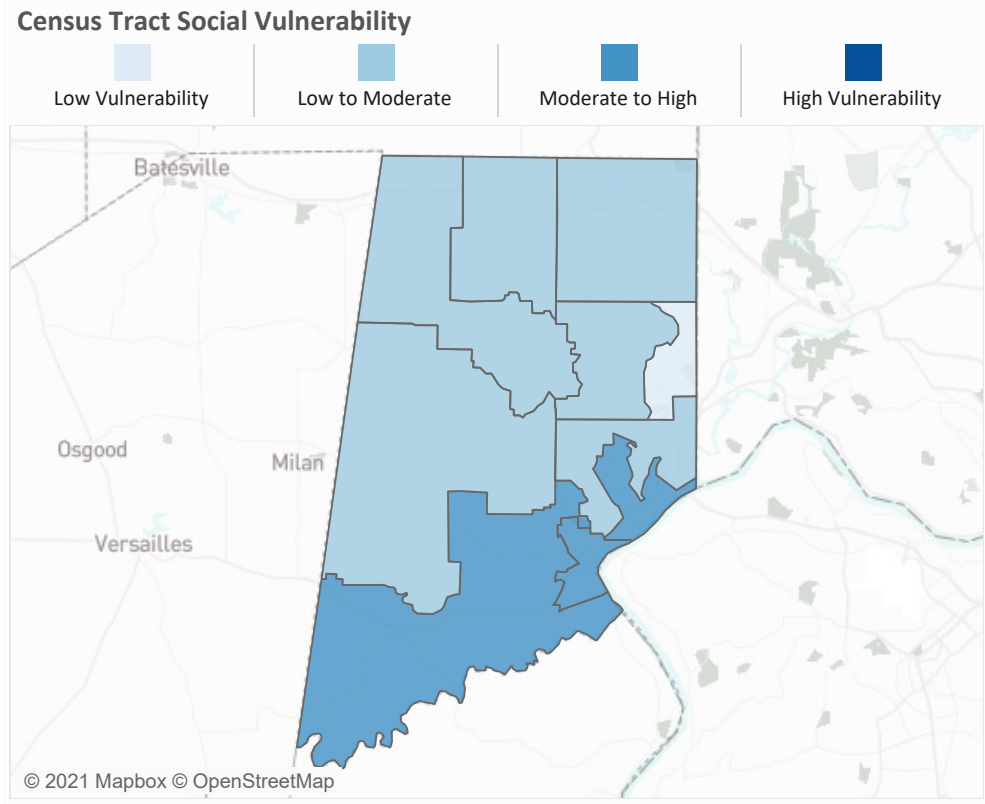 Census Tract Social Vulnerability
Low Vulnerability
Low to Moderate
Moderate to High
High Vulnerability
Batesville
Osgood
Milan
Versailles
© 2021 Mapbox © OpenStreetMap